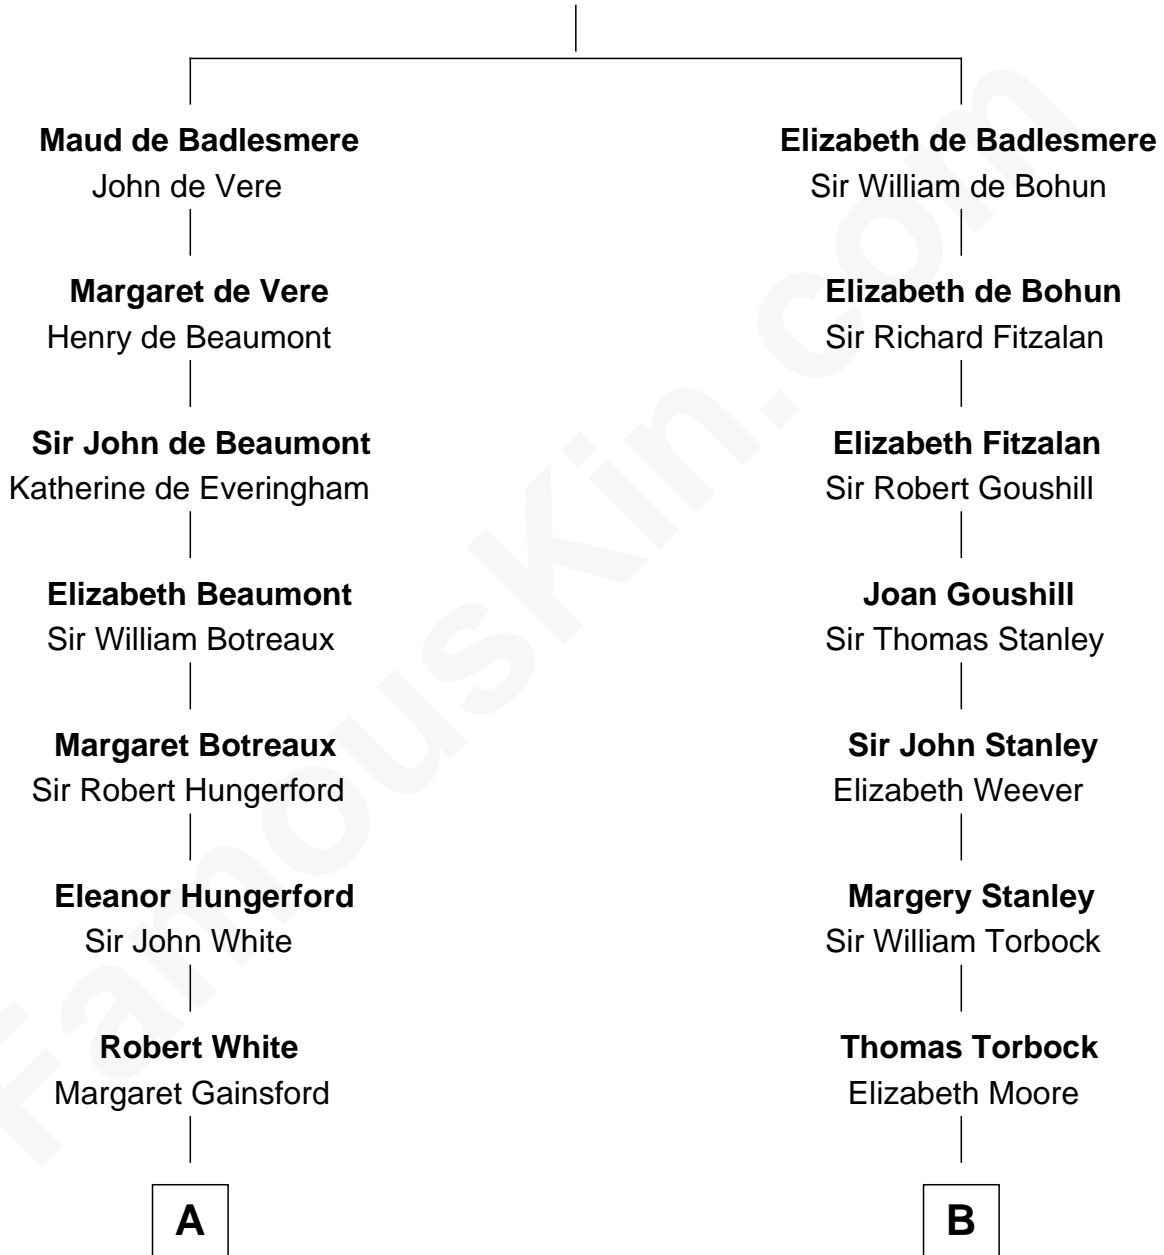 Maud de Badlesmere
John de Vere
Elizabeth de Badlesmere
Sir William de Bohun
Margaret de Vere
Henry de Beaumont
Elizabeth de Bohun
Sir Richard Fitzalan
Sir John de Beaumont
Katherine de Everingham
Elizabeth Fitzalan
Sir Robert Goushill
Elizabeth Beaumont
Sir William Botreaux
Joan Goushill
Sir Thomas Stanley
Margaret Botreaux
Sir Robert Hungerford
Sir John Stanley
Elizabeth Weever
Eleanor Hungerford
Sir John White
Margery Stanley
Sir William Torbock
Robert White
Margaret Gainsford
Thomas Torbock
Elizabeth Moore
A
B
FamousKin.com